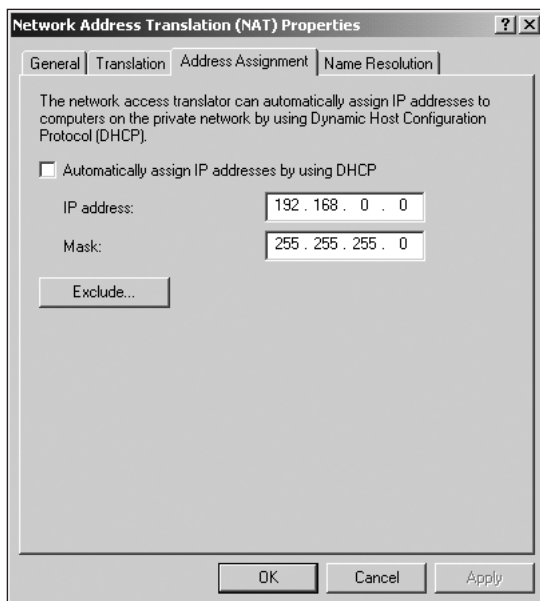 Network Address Translation (NAT) Properties ? X
General Translation Address Assignment Name Resolution
The network access translator can automatically assign IP addresses to
computers on the private network by using Dynamic Host Configuration
Protocol (DHCP).
Automatically assign IP addresses by using DHCP
IP address: 192 . 168 . 0 . 0
Mask: 255 . 255 . 255 . 0
Exclude...
OK Cancel Apply